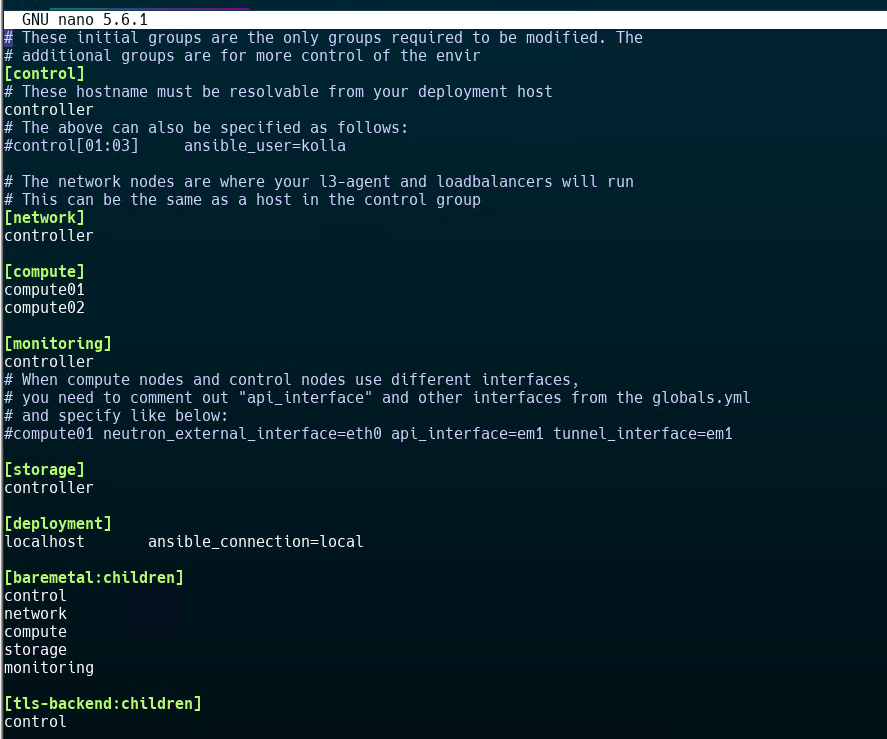 GNU nano 5.6.1
# These initial groups are the only groups required to be modified. The
# additional groups are for more control of the envir
[control]
# These hostname must be resolvable from your deployment host
controller
# The above can also be specified as follows:
#control[01:03]     ansible_user=kolla
# The network nodes are where your l3-agent and loadbalancers will run
# This can be the same as a host in the control group
[network]
controller
[compute]
compute01
compute02
[monitoring]
controller
# When compute nodes and control nodes use different interfaces,
# you need to comment out "api_interface" and other interfaces from the globals.yml
# and specify like below:
#compute01 neutron_external_interface=eth0 api_interface=em1 tunnel_interface=em1
[storage]
controller
[deployment]
localhost       ansible_connection=local
[baremetal:children]
control
network
compute
storage
monitoring
[tls-backend:children]
control